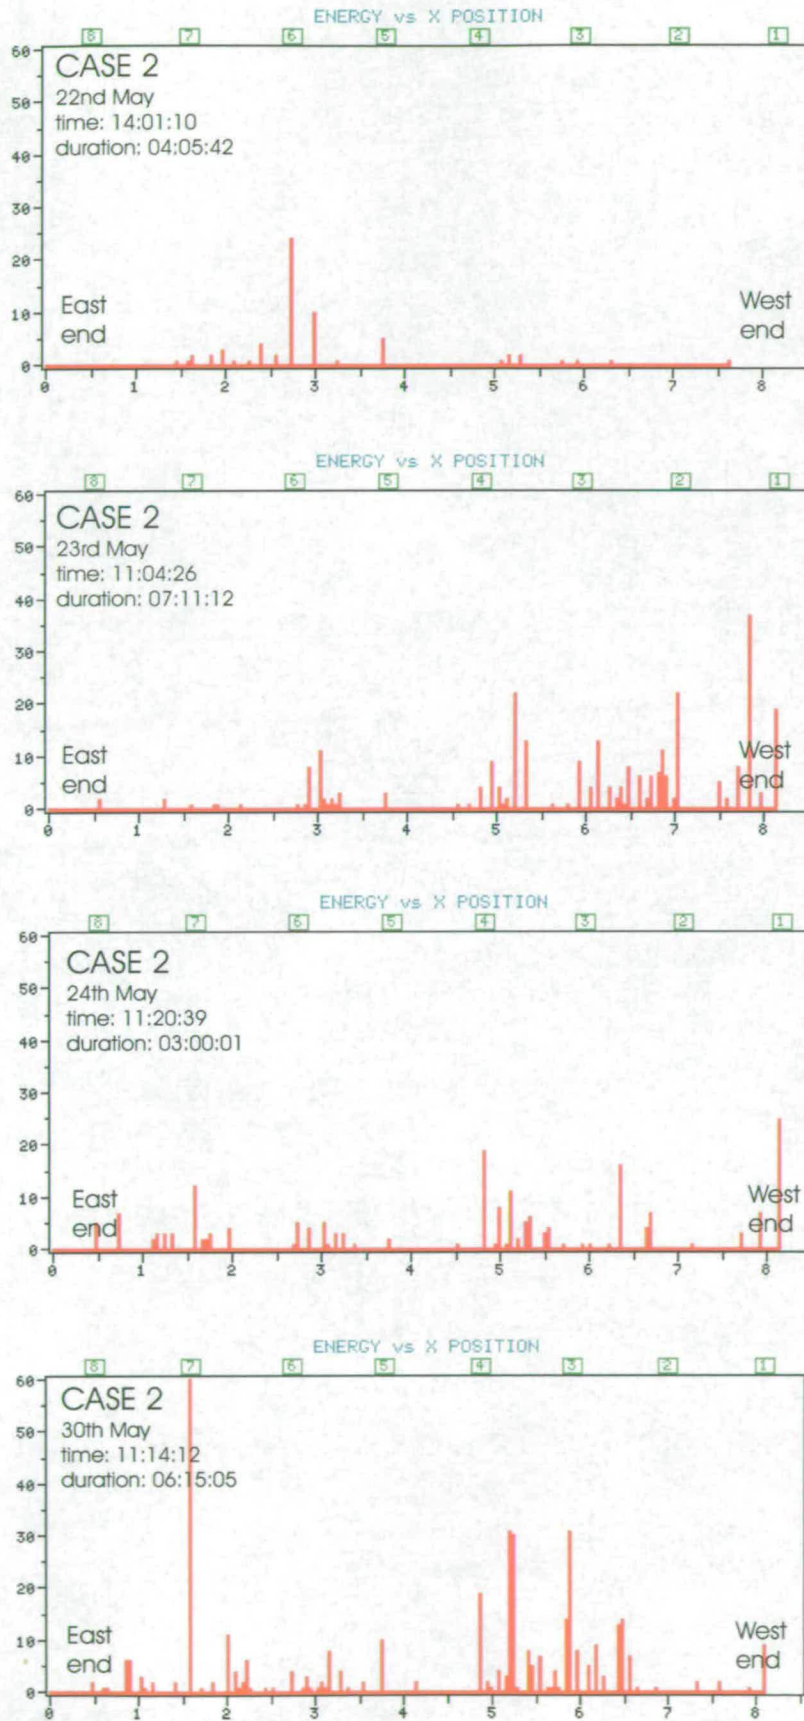 ENERGY vs X POSITION
8 7 6 5 4 3 2 1
60
50
40
30
20
10
0
CASE 2
22nd May
time: 14:01:10
duration: 04:05:42
East
end
West
end
0 1 2 3 4 5 6 7 8
ENERGY vs X POSITION
8 7 6 5 4 3 2 1
60
50
40
30
20
10
0
CASE 2
23rd May
time: 11:04:26
duration: 07:11:12
East
end
West
end
0 1 2 3 4 5 6 7 8
ENERGY vs X POSITION
8 7 6 5 4 3 2 1
60
50
40
30
20
10
0
CASE 2
24th May
time: 11:20:39
duration: 03:00:01
East
end
West
end
0 1 2 3 4 5 6 7 8
ENERGY vs X POSITION
8 7 6 5 4 3 2 1
60
50
40
30
20
10
0
CASE 2
30th May
time: 11:14:12
duration: 06:15:05
East
end
West
end
0 1 2 3 4 5 6 7 8